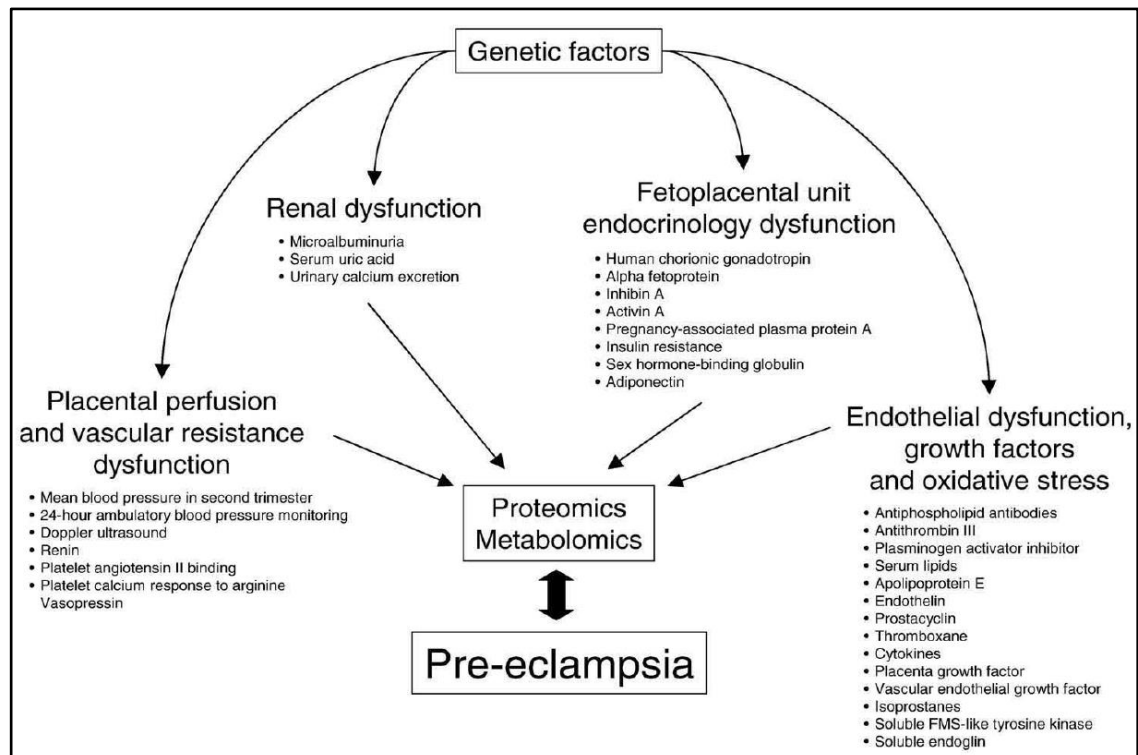 Genetic factors
Renal dysfunction
• Microalbuminuria
• Serum uric acid
• Urinary calcium excretion
Fetoplacental unit
endocrinology dysfunction
• Human chorionic gonadotropin
• Alpha fetoprotein
• Inhibin A
• Activin A
• Pregnancy-associated plasma protein A
• Insulin resistance
• Sex hormone-binding globulin
• Adiponectin
Placental perfusion
and vascular resistance
dysfunction
• Mean blood pressure in second trimester
• 24-hour ambulatory blood pressure monitoring
• Doppler ultrasound
• Renin
• Platelet angiotensin II binding
• Platelet calcium response to arginine
Vasopressin
Endothelial dysfunction,
growth factors
and oxidative stress
• Antiphospholipid antibodies
• Antithrombin III
• Plasminogen activator inhibitor
• Serum lipids
• Apolipoprotein E
• Endothelin
• Prostacyclin
• Thromboxane
• Cytokines
• Placenta growth factor
• Vascular endothelial growth factor
• Isoprostanes
• Soluble FMS-like tyrosine kinase
• Soluble endoglin
Proteomics
Metabolomics
Pre-eclampsia